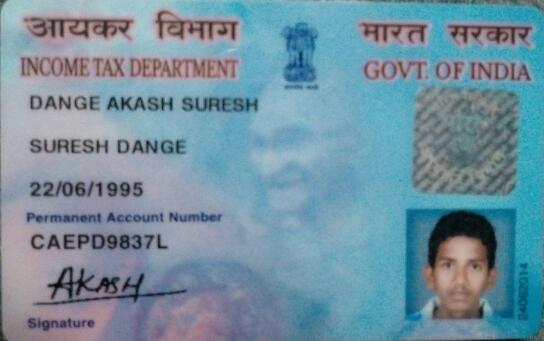 आयकर विभाग भारत सरकार
INCOME TAX DEPARTMENT GOVT. OF INDIA
DANGE AKASH SURESH
SURESH DANGE
22/06/1995
Permanent Account Number
CAEPD9837L
AKASH
Signature
24062014